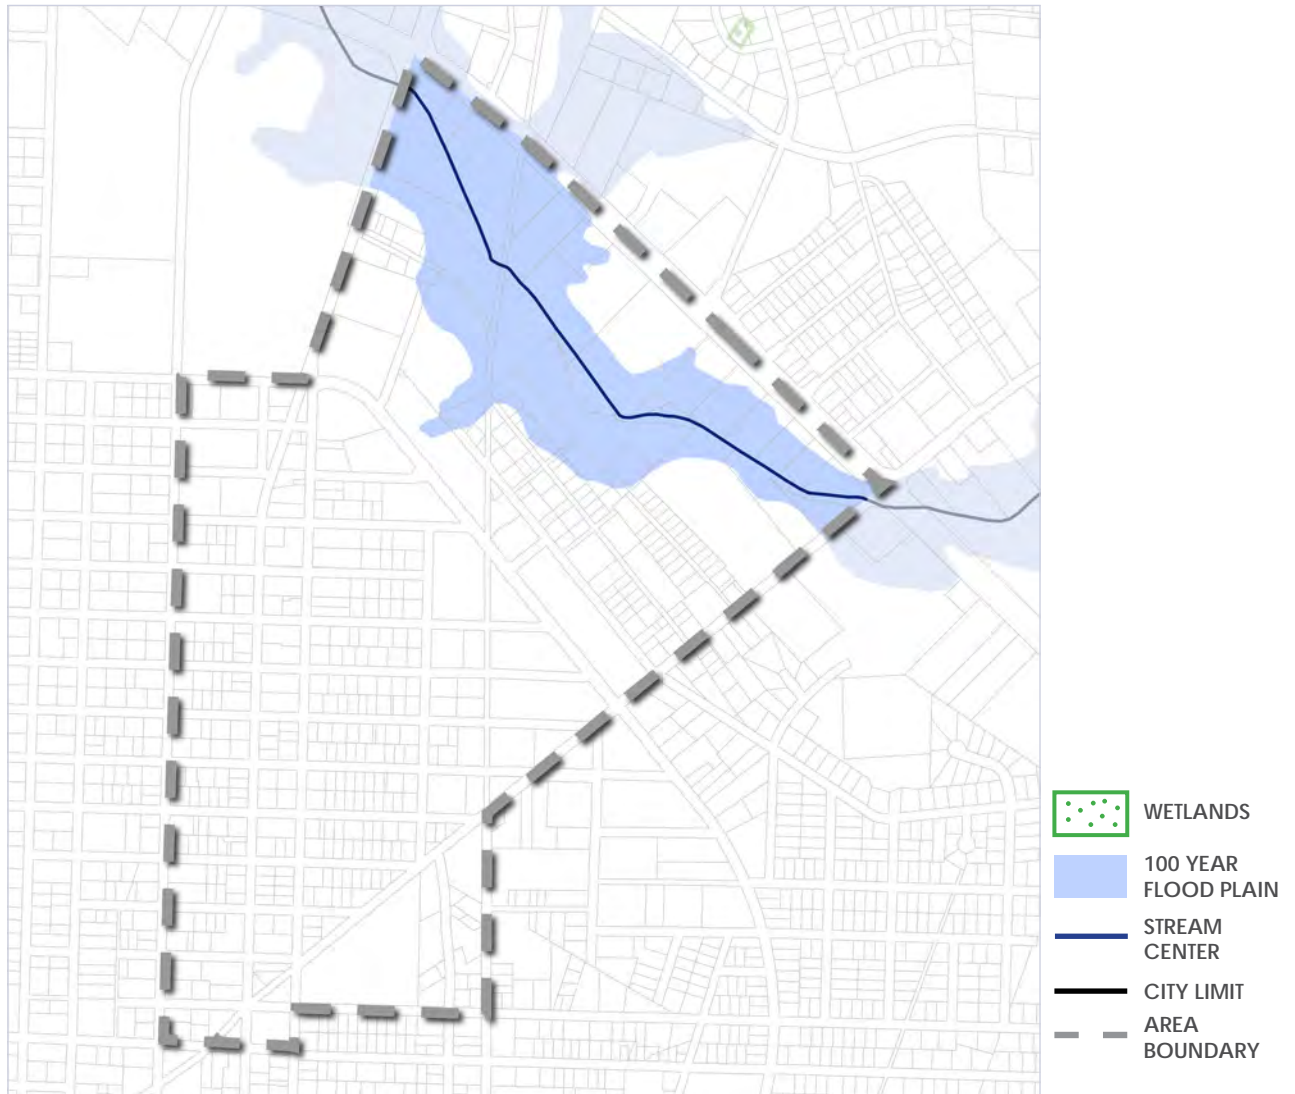 WETLANDS
100 YEAR
FLOOD PLAIN
STREAM
CENTER
CITY LIMIT
AREA
BOUNDARY